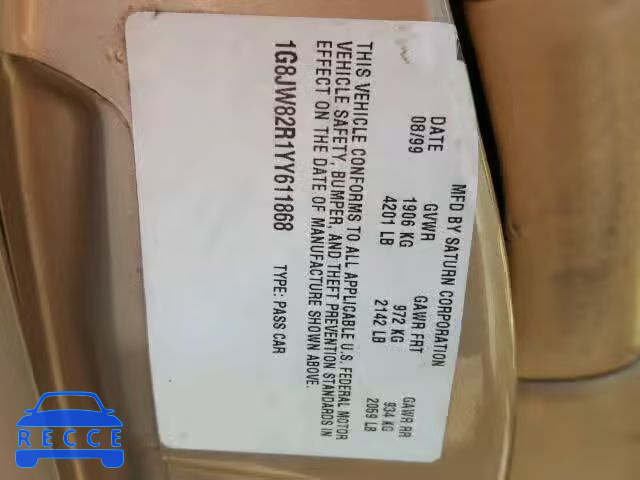 MFD BY SATURN CORPORATION
DATE GVWR GAWR FRT GAWR RR
08/99 1906 KG 972 KG 934 KG
4201 LB 2142 LB 2059 LB
THIS VEHICLE CONFORMS TO ALL APPLICABLE U.S. FEDERAL MOTOR
VEHICLE SAFETY, BUMPER, AND THEFT PREVENTION STANDARDS IN
EFFECT ON THE DATE OF MANUFACTURE SHOWN ABOVE.
1G8JW82R1YY611868 TYPE: PASS CAR
RECCE